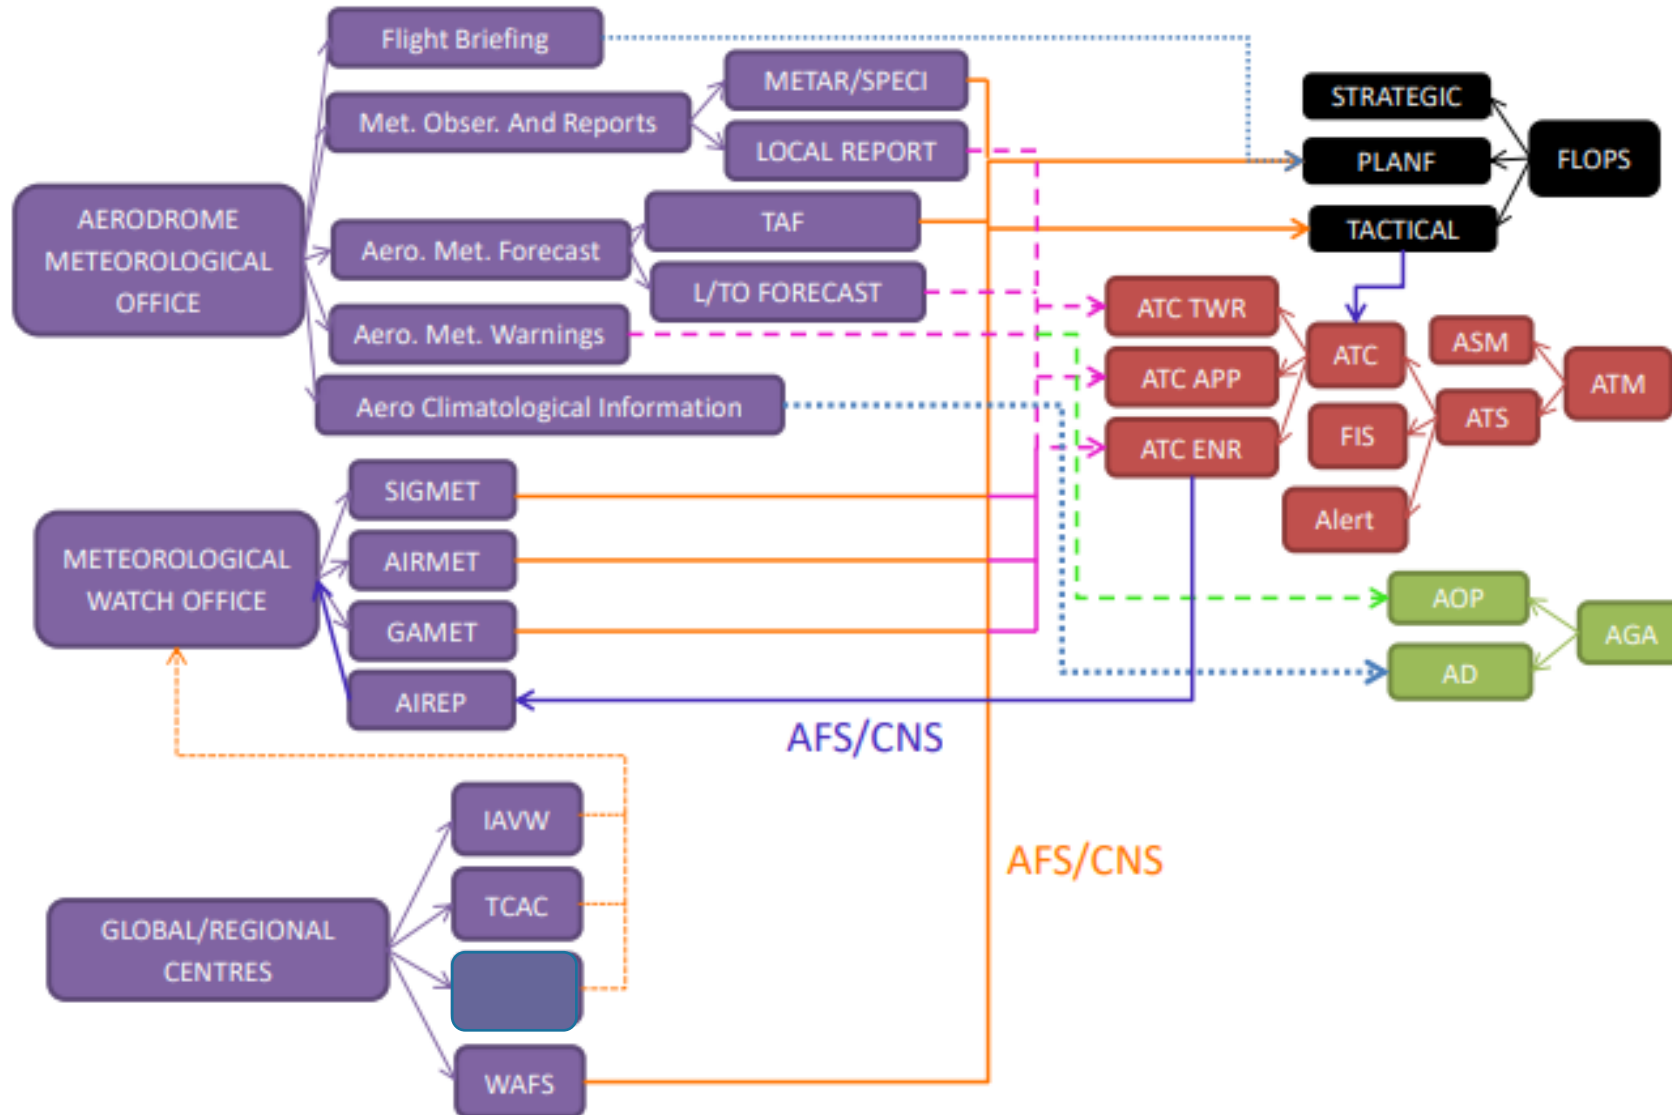 Flight Briefing
METAR/SPECI
Met. Obser. And Reports
LOCAL REPORT
AERODROME
METEOROLOGICAL
OFFICE
TAF
Aero. Met. Forecast
L/TO FORECAST
Aero. Met. Warnings
Aero Climatological Information
STRATEGIC
PLANF
FLOPS
TACTICAL
ATC TWR
ATC APP
ATC ENR
ATC
ASM
ATM
ATS
FIS
Alert
SIGMET
METEOROLOGICAL
WATCH OFFICE
AIRMET
GAMET
AIREP
AOP
AGA
AD
AFS/CNS
AFS/CNS
IAVW
TCAC
GLOBAL/REGIONAL
CENTRES
WAFS